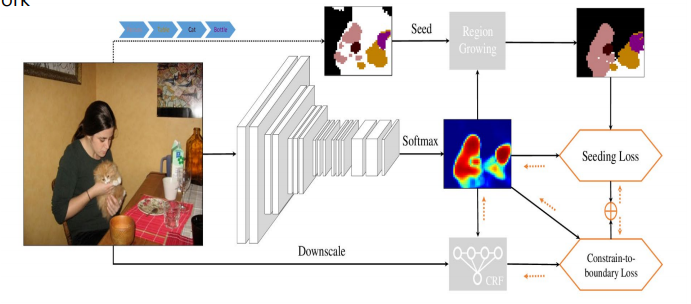 ork
Cat
Bottle
Seed
Region
Growing
Softmax
Seeding Loss
Downscale
CRF
Constrain-to-
boundary Loss